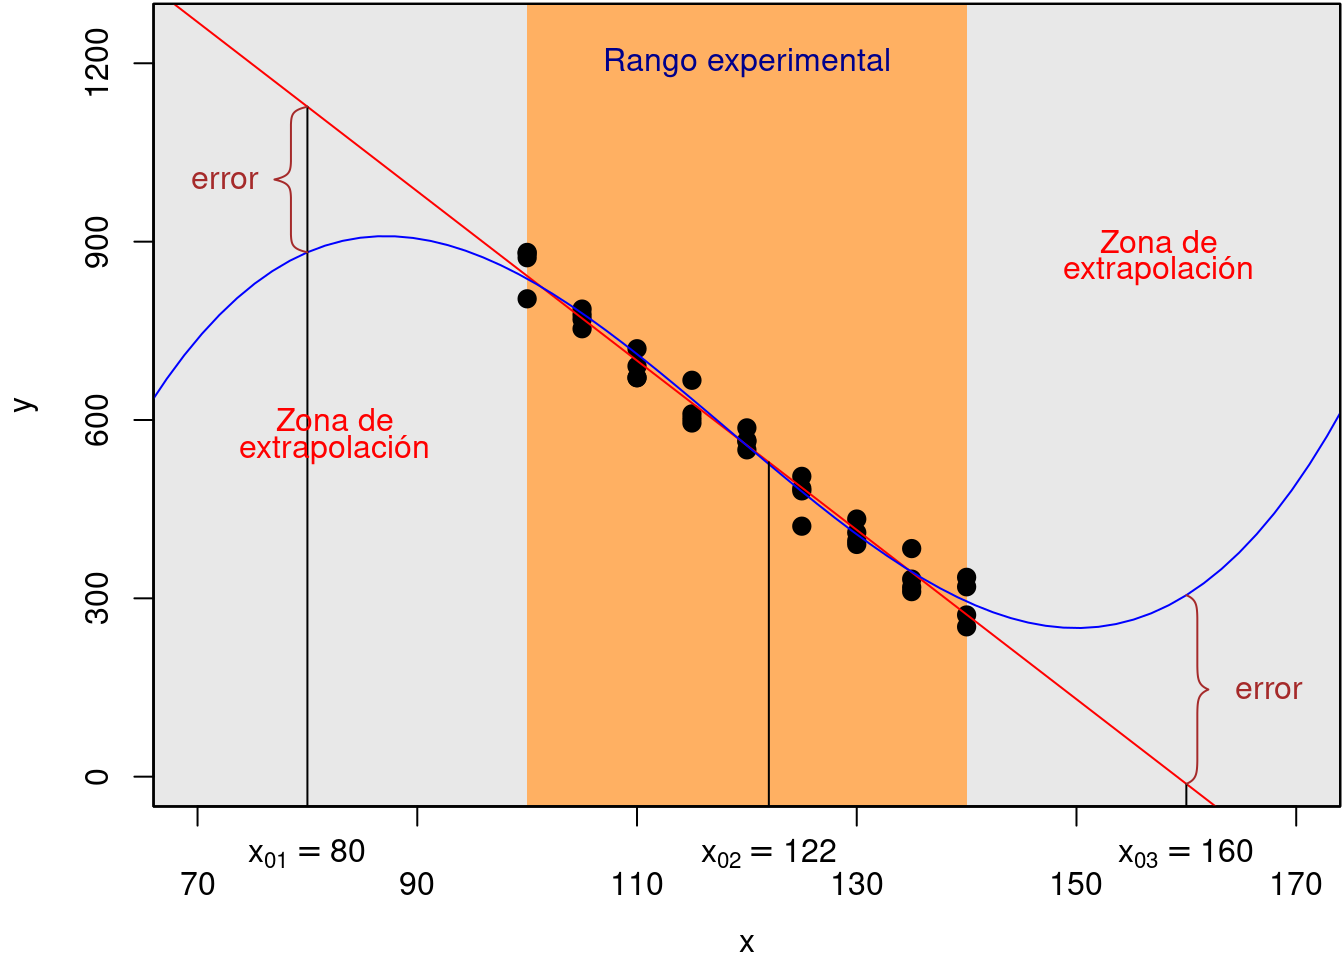 1200
Rango experimental
error
900
Zona de
extrapolación
y
600
Zona de
extrapolación
300
error
0
x01 = 80
x02 = 122
x03 = 160
70
90
110
130
150
170
x